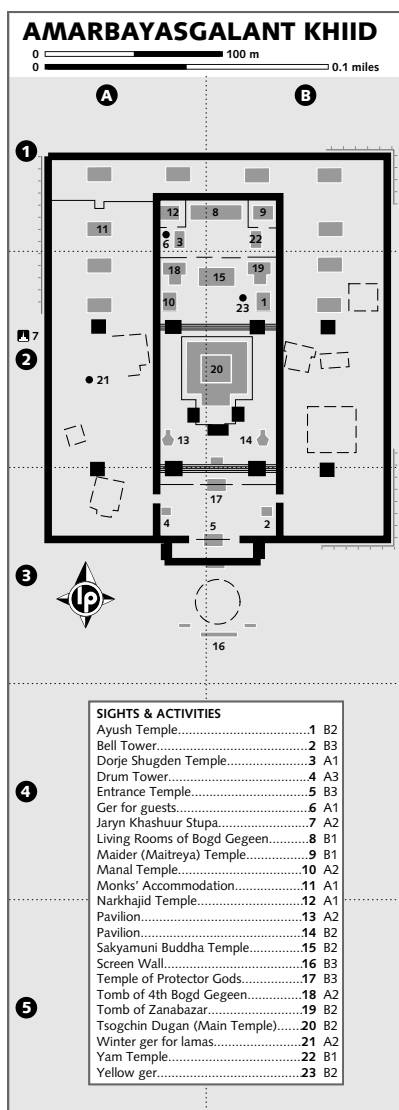 AMARBAYASGALANT KHIID
0 100 m
0 0.1 miles
A B
1
12 8 9
11 6 3 22
18 15 19
10 23 1
7
2
20
21
13 14
17
4 5 2
3
lp
16
SIGHTS & ACTIVITIES
Ayush Temple.....................................1 B2
Bell Tower..........................................2 B3
Dorje Shugden Temple.......................3 A1
Drum Tower.......................................4 A3
Entrance Temple................................5 B3
Ger for guests....................................6 A1
Jaryn Khashuur Stupa.........................7 A2
Living Rooms of Bogd Gegeen..........8 B1
Maider (Maitreya) Temple................9 B1
Manal Temple..................................10 A2
Monks' Accommodation..................11 A1
Narkhajid Temple.............................12 A1
Pavilion............................................13 A2
Pavilion............................................14 B2
Sakyamuni Buddha Temple.............15 B2
Screen Wall......................................16 B3
Temple of Protector Gods................17 B3
Tomb of 4th Bogd Gegeen..............18 A2
Tomb of Zanabazar..........................19 B2
Tsogchin Dugan (Main Temple)......20 B2
Winter ger for lamas........................21 A2
Yam Temple.....................................22 B1
Yellow ger........................................23 B2
4
5